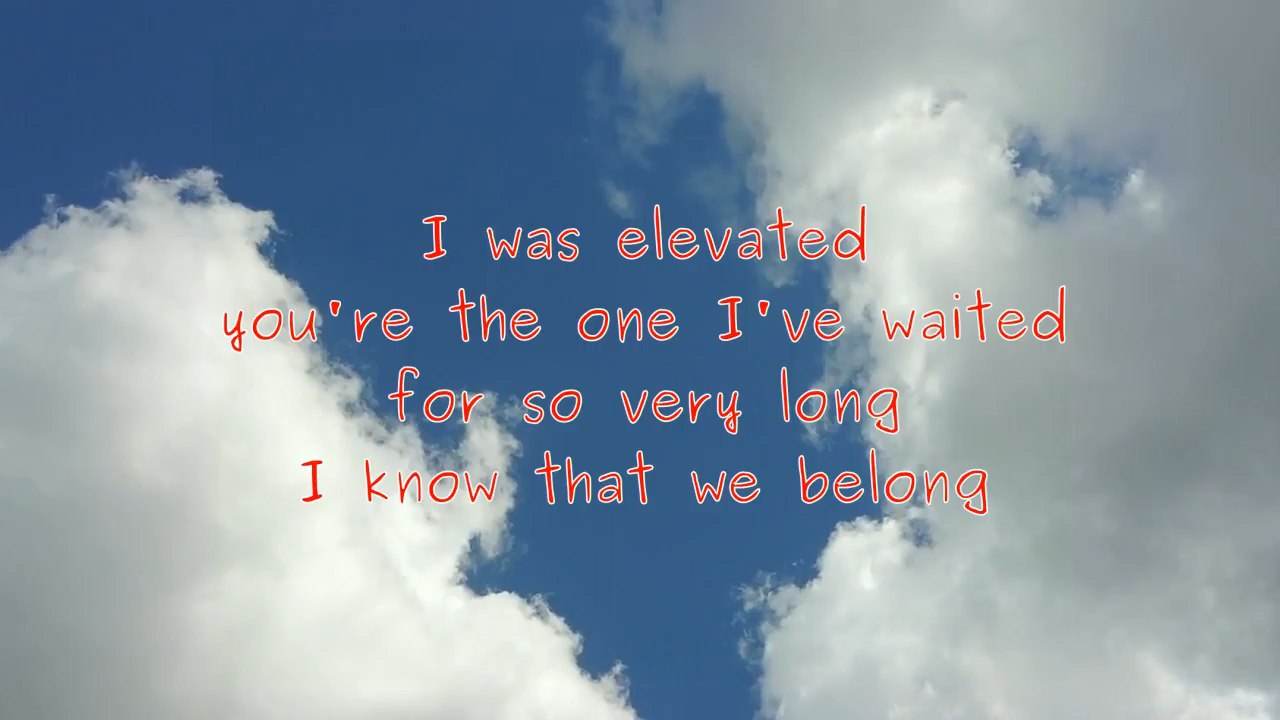 I was elevated
you're the one I've waited
for so very long
I know that we belong